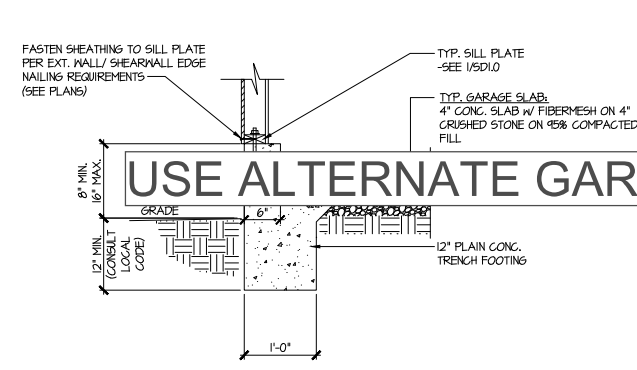 FASTEN SHEATHING TO SILL PLATE
PER EXT. WALL/ SHEARWALL EDGE
NAILING REQUIREMENTS
(SEE PLANS)
TYP. SILL PLATE
-SEE 1/SD1.0
TYP. GARAGE SLAB:
4" CONC. SLAB W/ FIBERMESH ON 4"
CRUSHED STONE ON 95% COMPACTED
FILL
8" MIN.
16" MAX.
USE ALTERNATE GAR
GRADE
6"
12" MIN.
(CONSULT
LOCAL
CODE)
12" PLAIN CONC.
TRENCH FOOTING
1'-0"